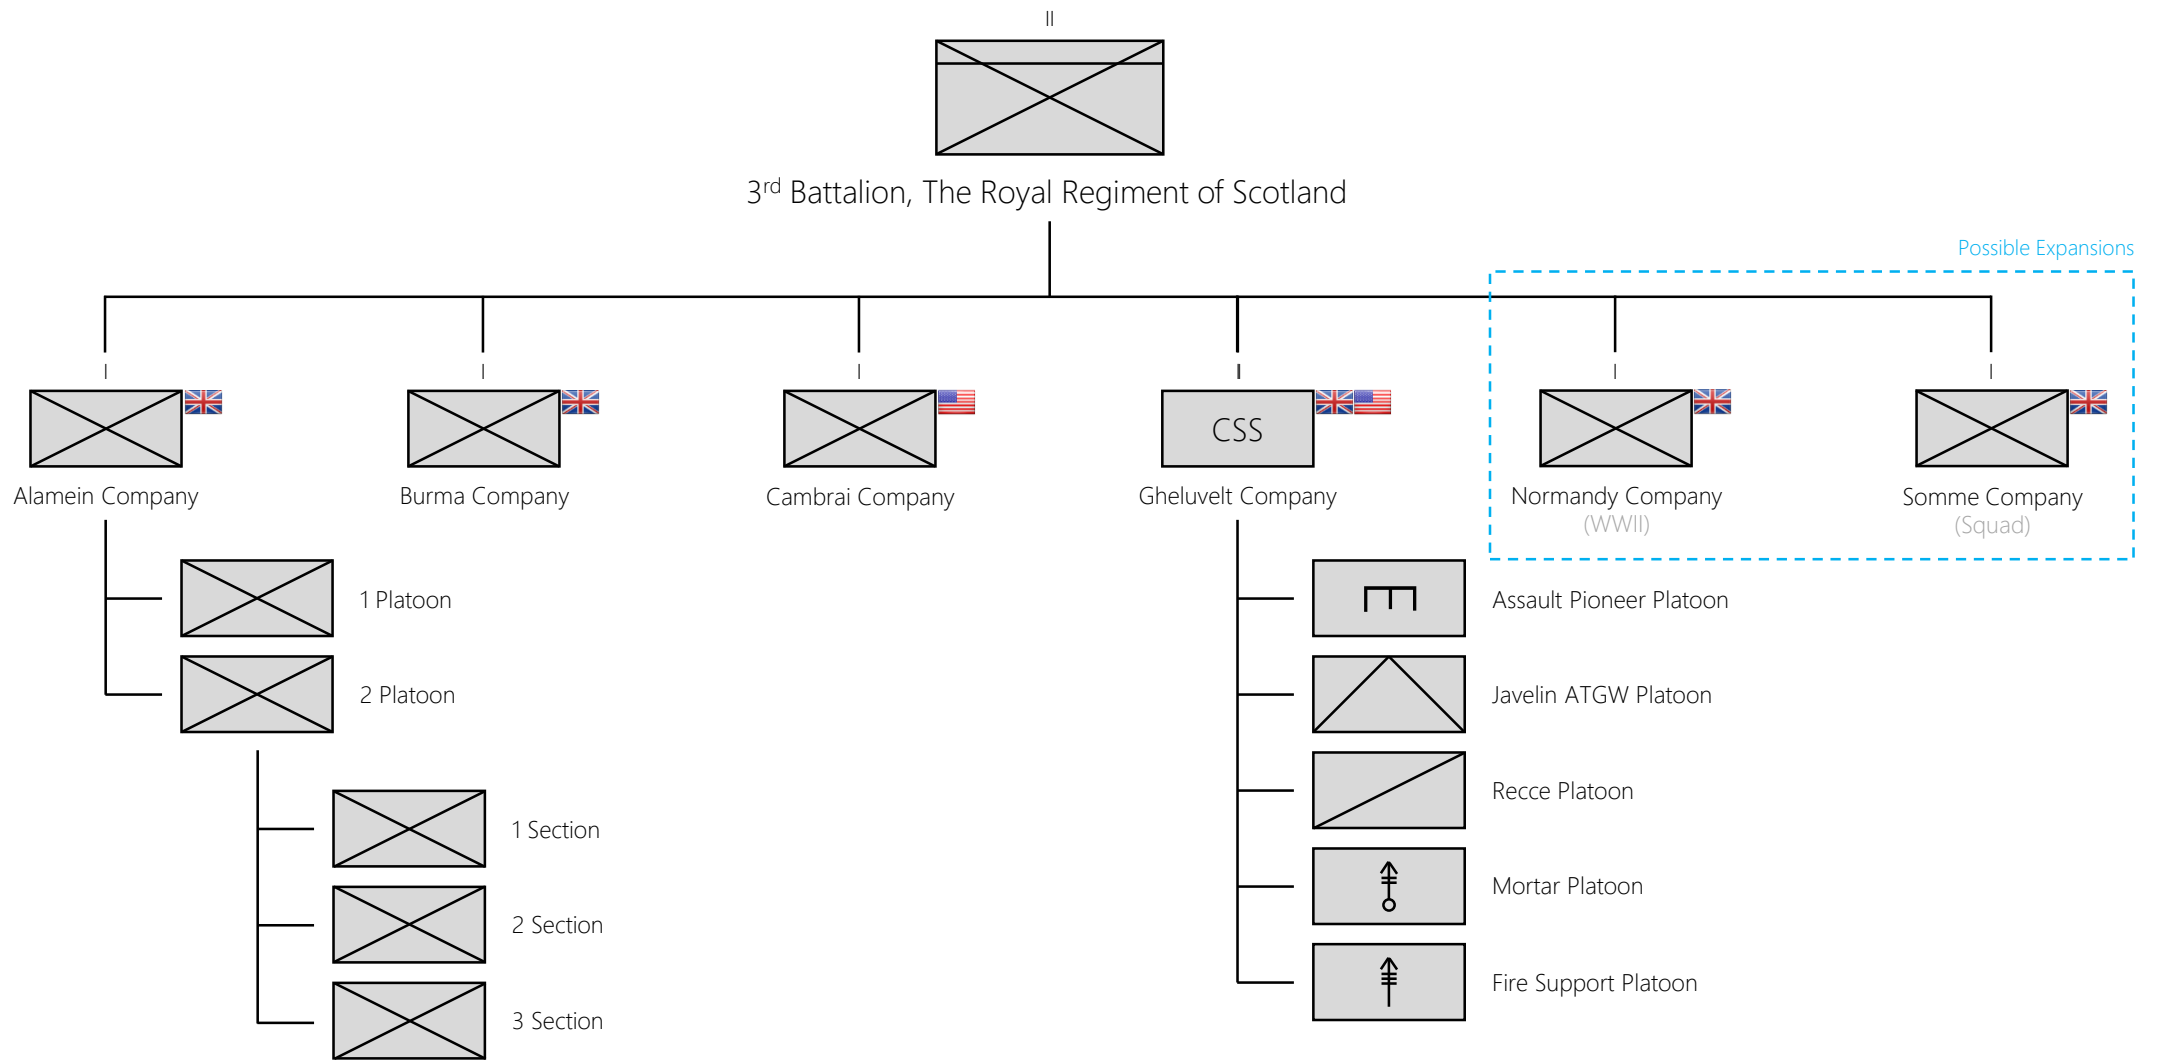 II
3rd Battalion, The Royal Regiment of Scotland
Possible Expansions
I
I
I
II
I
I
CSS
Alamein Company
Burma Company
Cambrai Company
Gheluvelt Company
Normandy Company
(WWII)
Somme Company
(Squad)
1 Platoon
2 Platoon
1 Section
2 Section
3 Section
Assault Pioneer Platoon
Javelin ATGW Platoon
Recce Platoon
Mortar Platoon
Fire Support Platoon